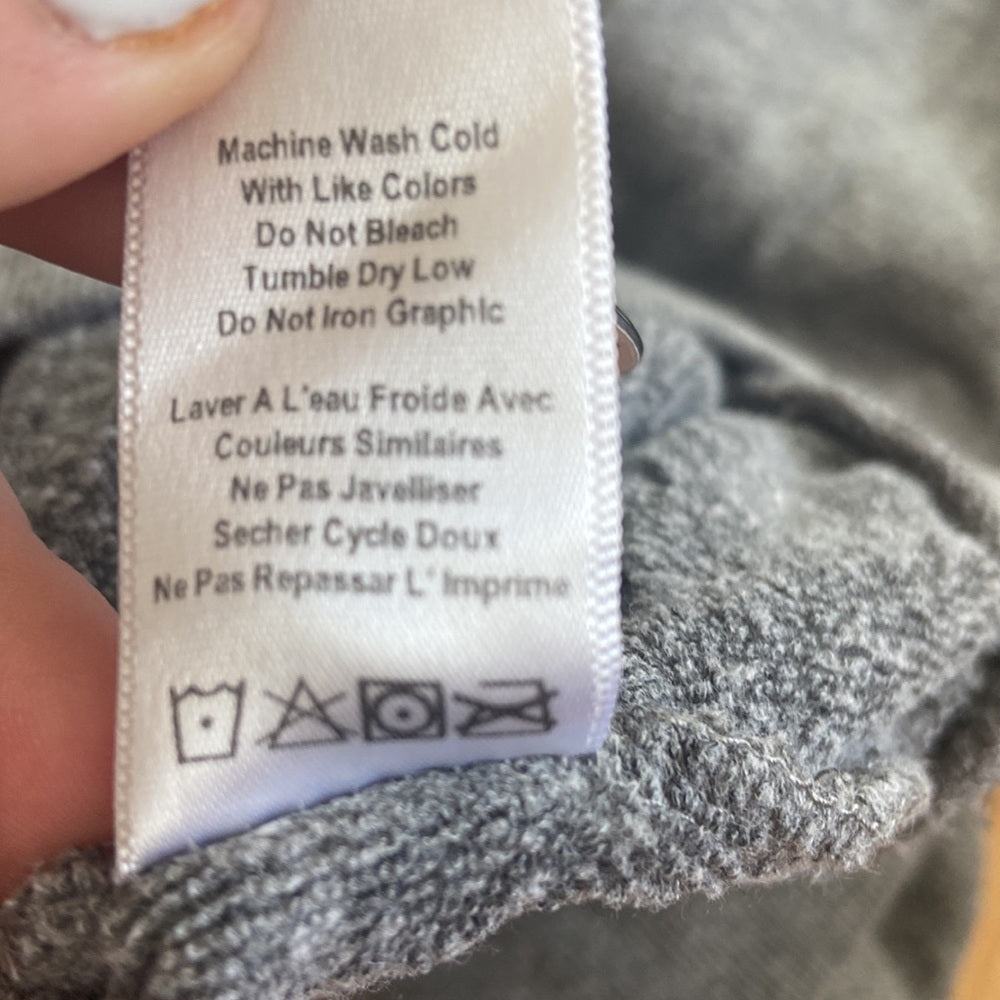 Machine Wash Cold
With Like Colors
Do Not Bleach
Tumble Dry Low
Do Not Iron Graphic
Laver A L'eau Froide Avec
Couleurs Similaires
Ne Pas Javelliser
Secher Cycle Doux
Ne Pas Repassar L' Imprime